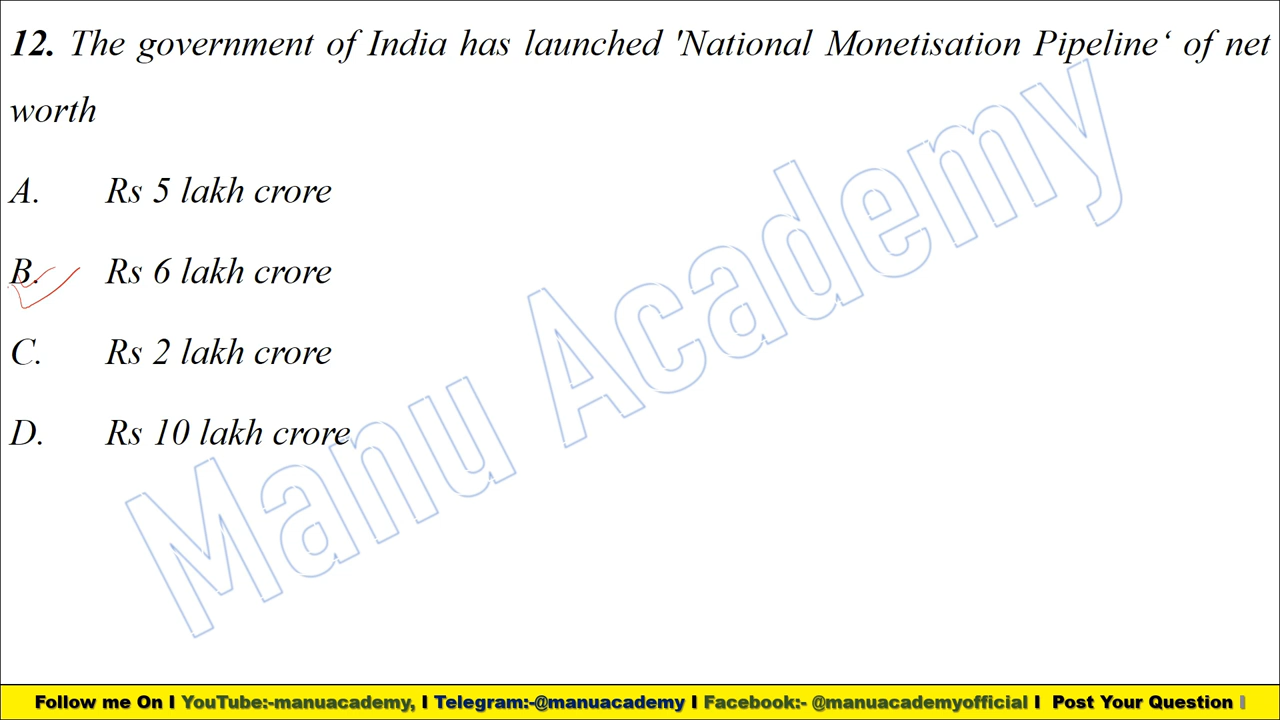 12. The government of India has launched 'National Monetisation Pipeline‘ of net
worth
A. Rs 5 lakh crore
B. Rs 6 lakh crore
C. Rs 2 lakh crore
D. Rs 10 lakh crore
Manu Academy
Follow me On I YouTube:-manuacademy, I Telegram:-@manuacademy I Facebook:- @manuacademyofficial I Post Your Question |